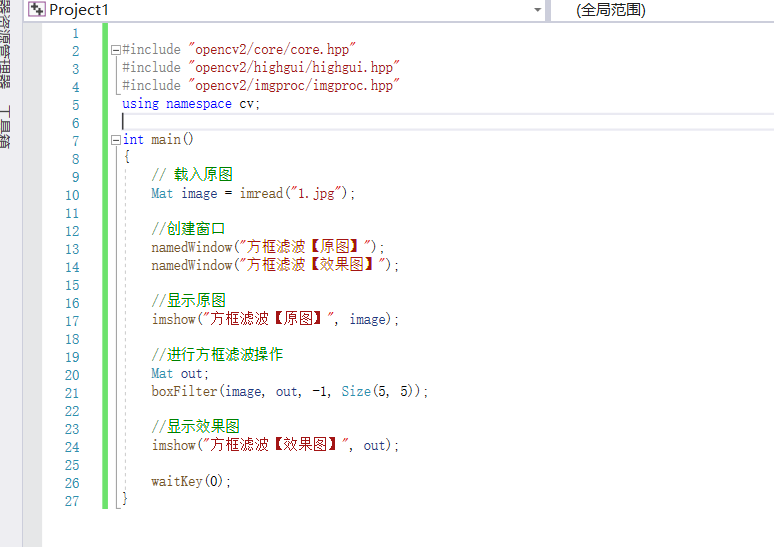 Project1
(全局范围)
器资源管理器
工具箱
1
2 #include "opencv2/core/core.hpp"
3 #include "opencv2/highgui/highgui.hpp"
4 #include "opencv2/imgproc/imgproc.hpp"
5 using namespace cv;
6
7 int main()
8 {
9 // 载入原图
10 Mat image = imread("1.jpg");
11
12 //创建窗口
13 namedWindow("方框滤波【原图】");
14 namedWindow("方框滤波【效果图】");
15
16 //显示原图
17 imshow("方框滤波【原图】", image);
18
19 //进行方框滤波操作
20 Mat out;
21 boxFilter(image, out, -1, Size(5, 5));
22
23 //显示效果图
24 imshow("方框滤波【效果图】", out);
25
26 waitKey(0);
27 }